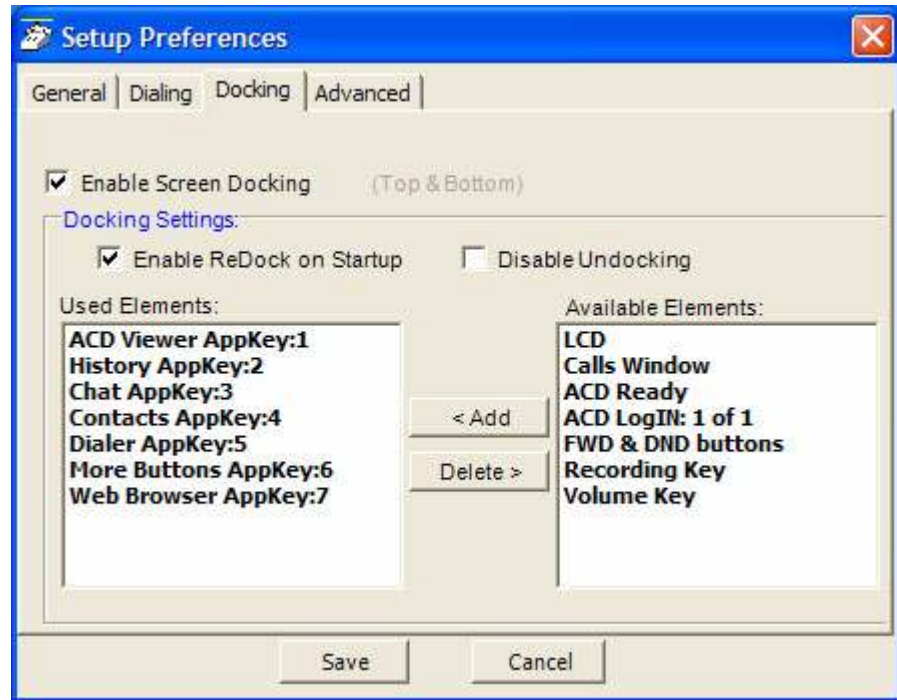 Setup Preferences
General Dialing Docking Advanced
Enable Screen Docking (Top & Bottom)
Docking Settings:
Enable ReDock on Startup Disable Undocking
Used Elements:
ACD Viewer AppKey:1
History AppKey:2
Chat AppKey:3
Contacts AppKey:4
Dialer AppKey:5
More Buttons AppKey:6
Web Browser AppKey:7
< Add
Delete >
Available Elements:
LCD
Calls Window
ACD Ready
ACD LogIN: 1 of 1
FWD & DND buttons
Recording Key
Volume Key
Save Cancel